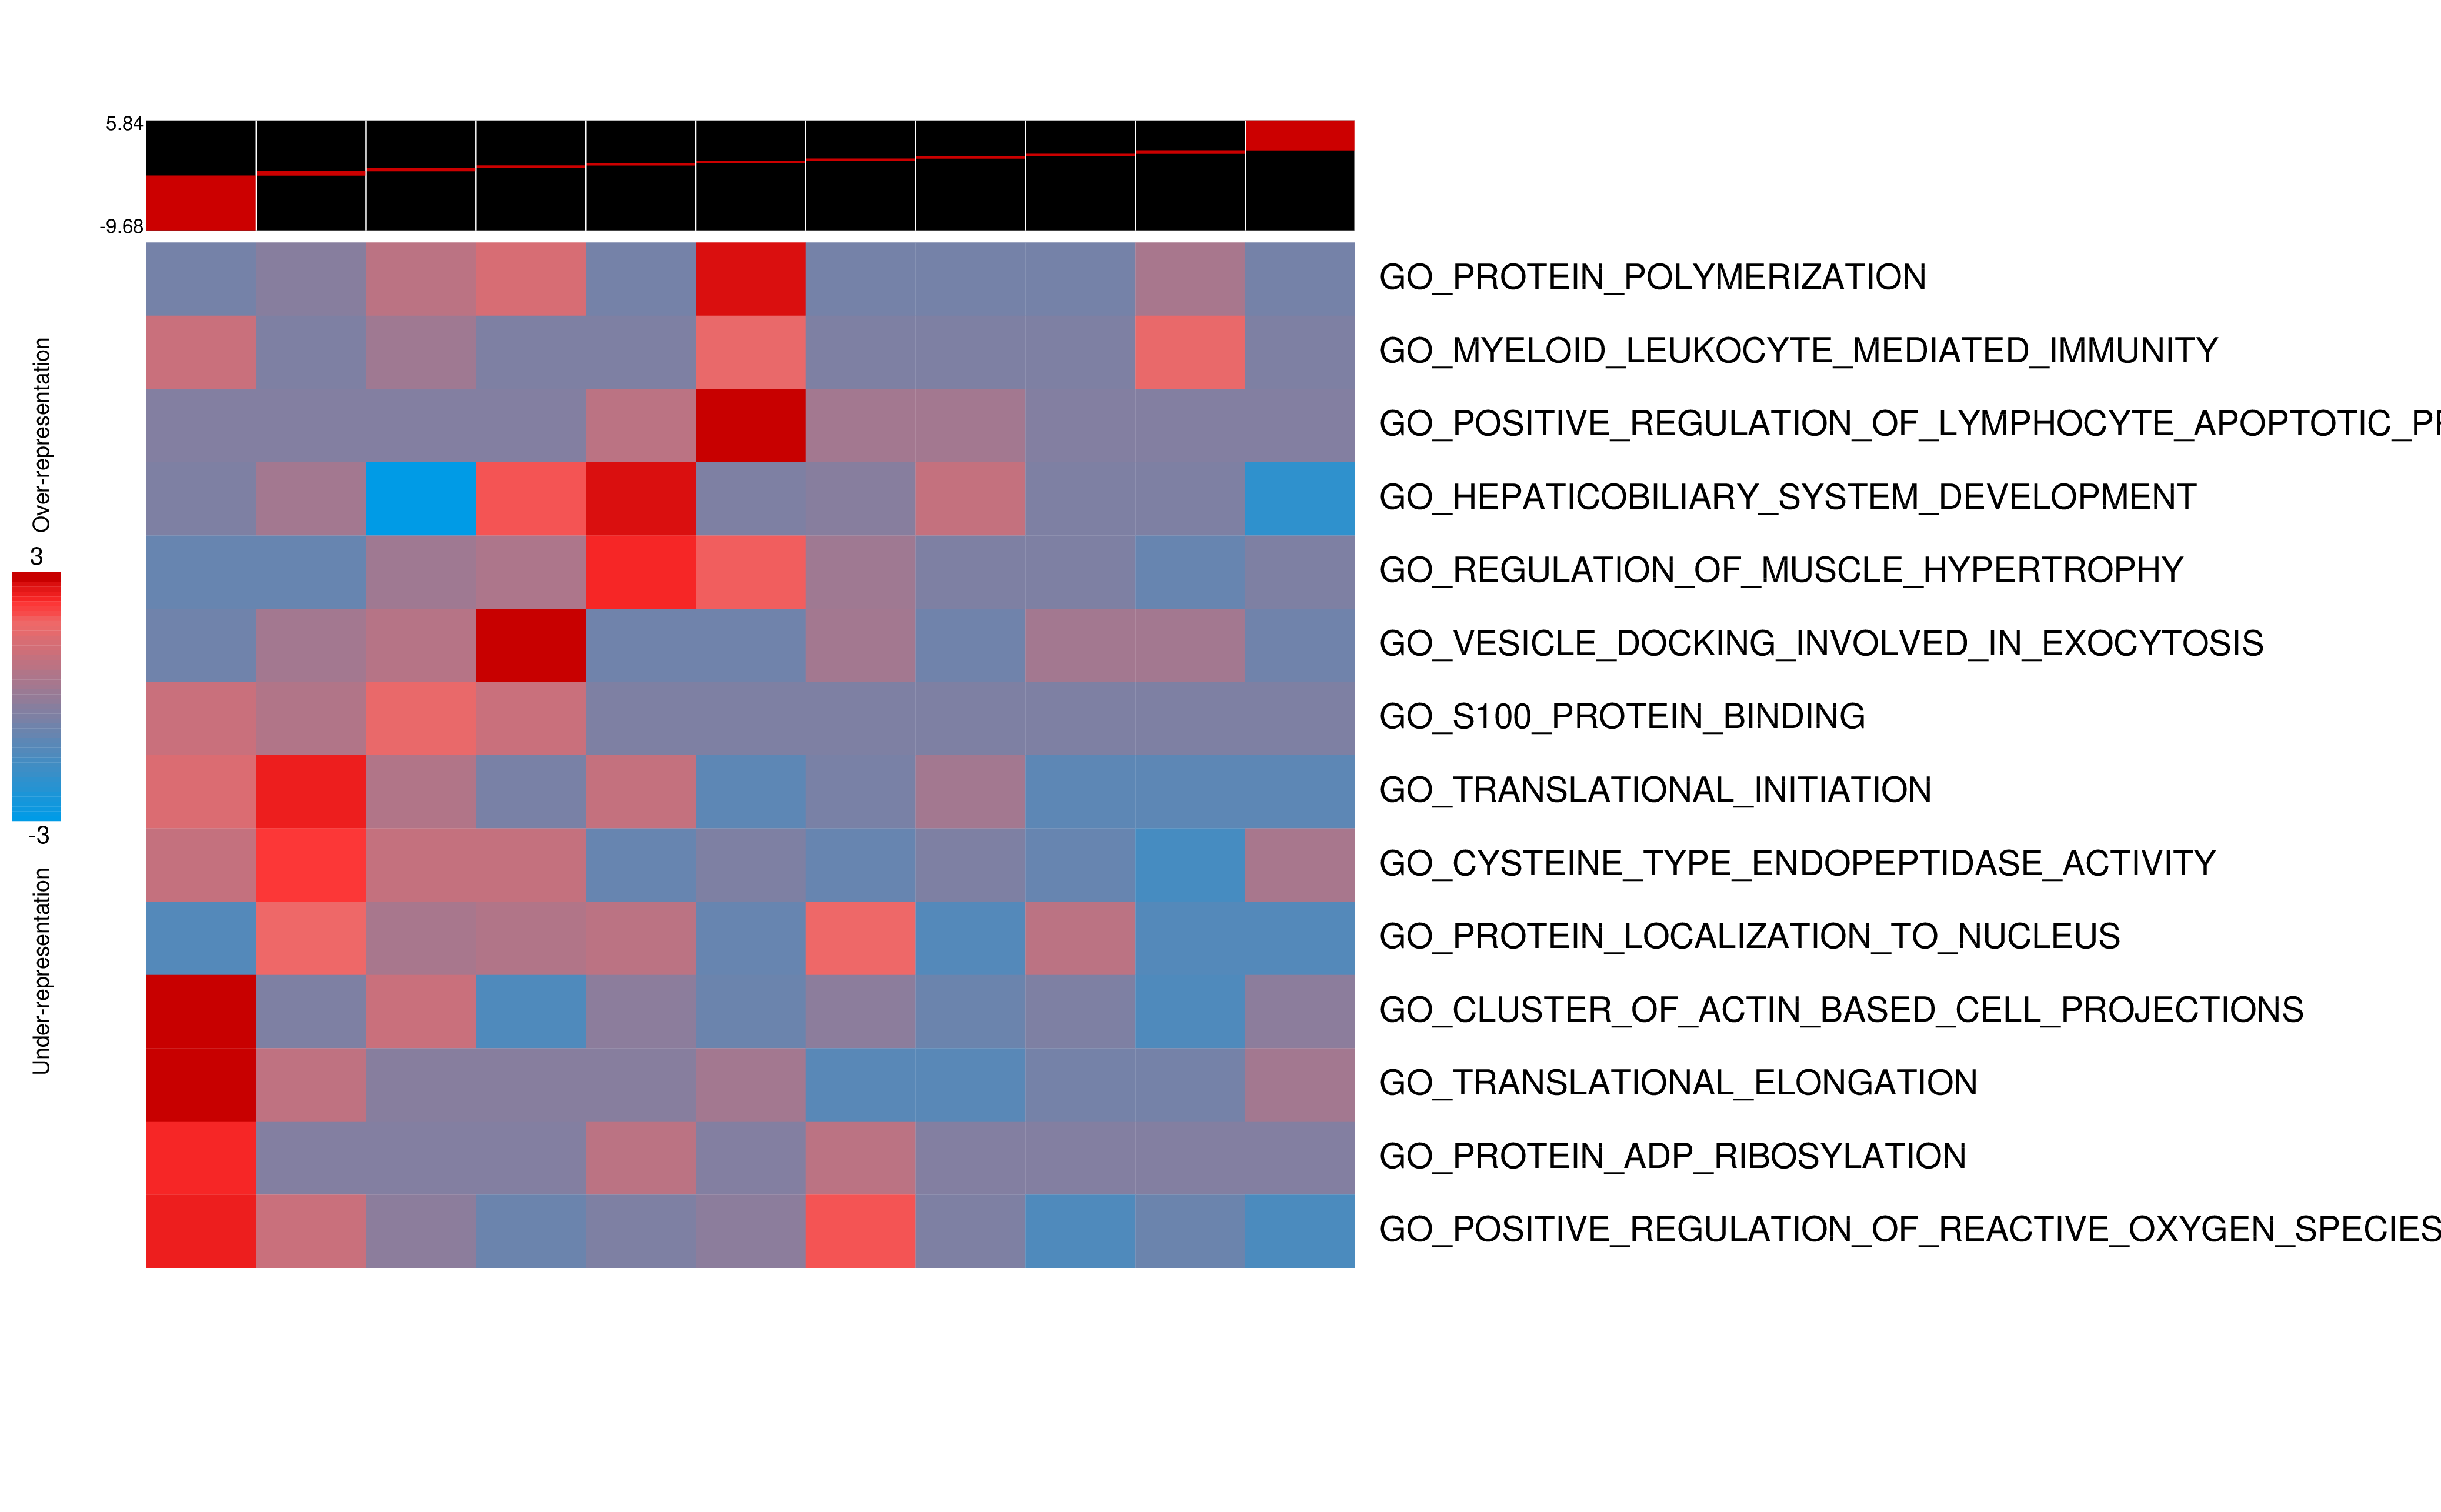 5.84
-9.68
Over-representation
3
-3
Under-representation
GO_PROTEIN_POLYMERIZATION
GO_MYELOID_LEUKOCYTE_MEDIATED_IMMUNITY
GO_POSITIVE_REGULATION_OF_LYMPHOCYTE_APOPTOTIC_P
GO_HEPATICOBILIARY_SYSTEM_DEVELOPMENT
GO_REGULATION_OF_MUSCLE_HYPERTROPHY
GO_VESICLE_DOCKING_INVOLVED_IN_EXOCYTOSIS
GO_S100_PROTEIN_BINDING
GO_TRANSLATIONAL_INITIATION
GO_CYSTEINE_TYPE_ENDOPEPTIDASE_ACTIVITY
GO_PROTEIN_LOCALIZATION_TO_NUCLEUS
GO_CLUSTER_OF_ACTIN_BASED_CELL_PROJECTIONS
GO_TRANSLATIONAL_ELONGATION
GO_PROTEIN_ADP_RIBOSYLATION
GO_POSITIVE_REGULATION_OF_REACTIVE_OXYGEN_SPECIES